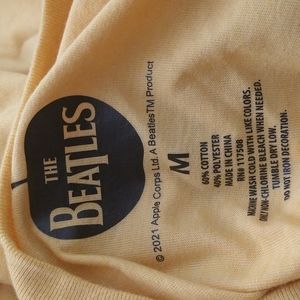 THE
BEATLES
© 2021 Apple Corps Ltd. A Beatles™ Product
M
60% COTTON
40% POLYESTER
MADE IN CHINA
RN# 117508
MACHINE WASH COLD WITH LIKE COLORS.
ONLY NON-CHLORINE BLEACH WHEN NEEDED.
TUMBLE DRY LOW.
DO NOT IRON DECORATION.